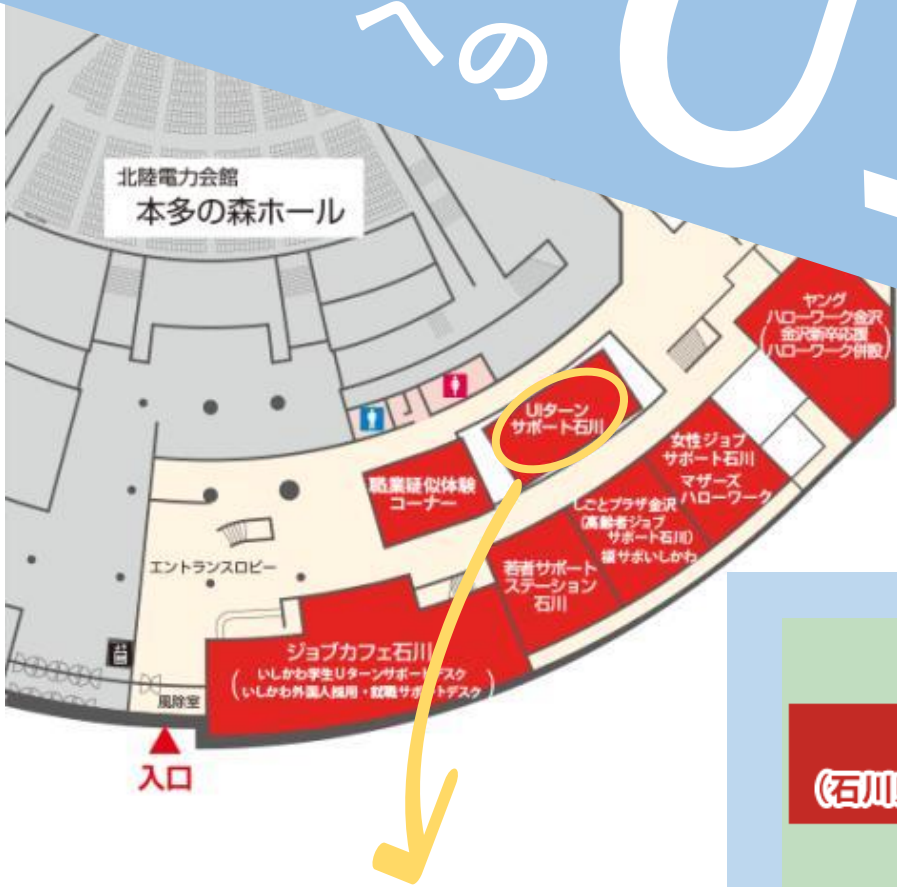 への
U
北陸電力会館
本多の森ホール
ヤング
ハローワーク金沢
(金沢新卒応援
ハローワーク併設)
UIターン
サポート石川
女性ジョブ
サポート石川
マザーズ
ハローワーク
職業疑似体験
コーナー
しごとプラザ金沢
(高齢者ジョブ
サポート石川)
援サポいしかわ
若者サポート
ステーション
石川
エントランスロビー
ジョブカフェ石川
(いしかわ学生Uターンサポートデスク
いしかわ外国人採用・就職サポートデスク)
風除室
入口
(石川